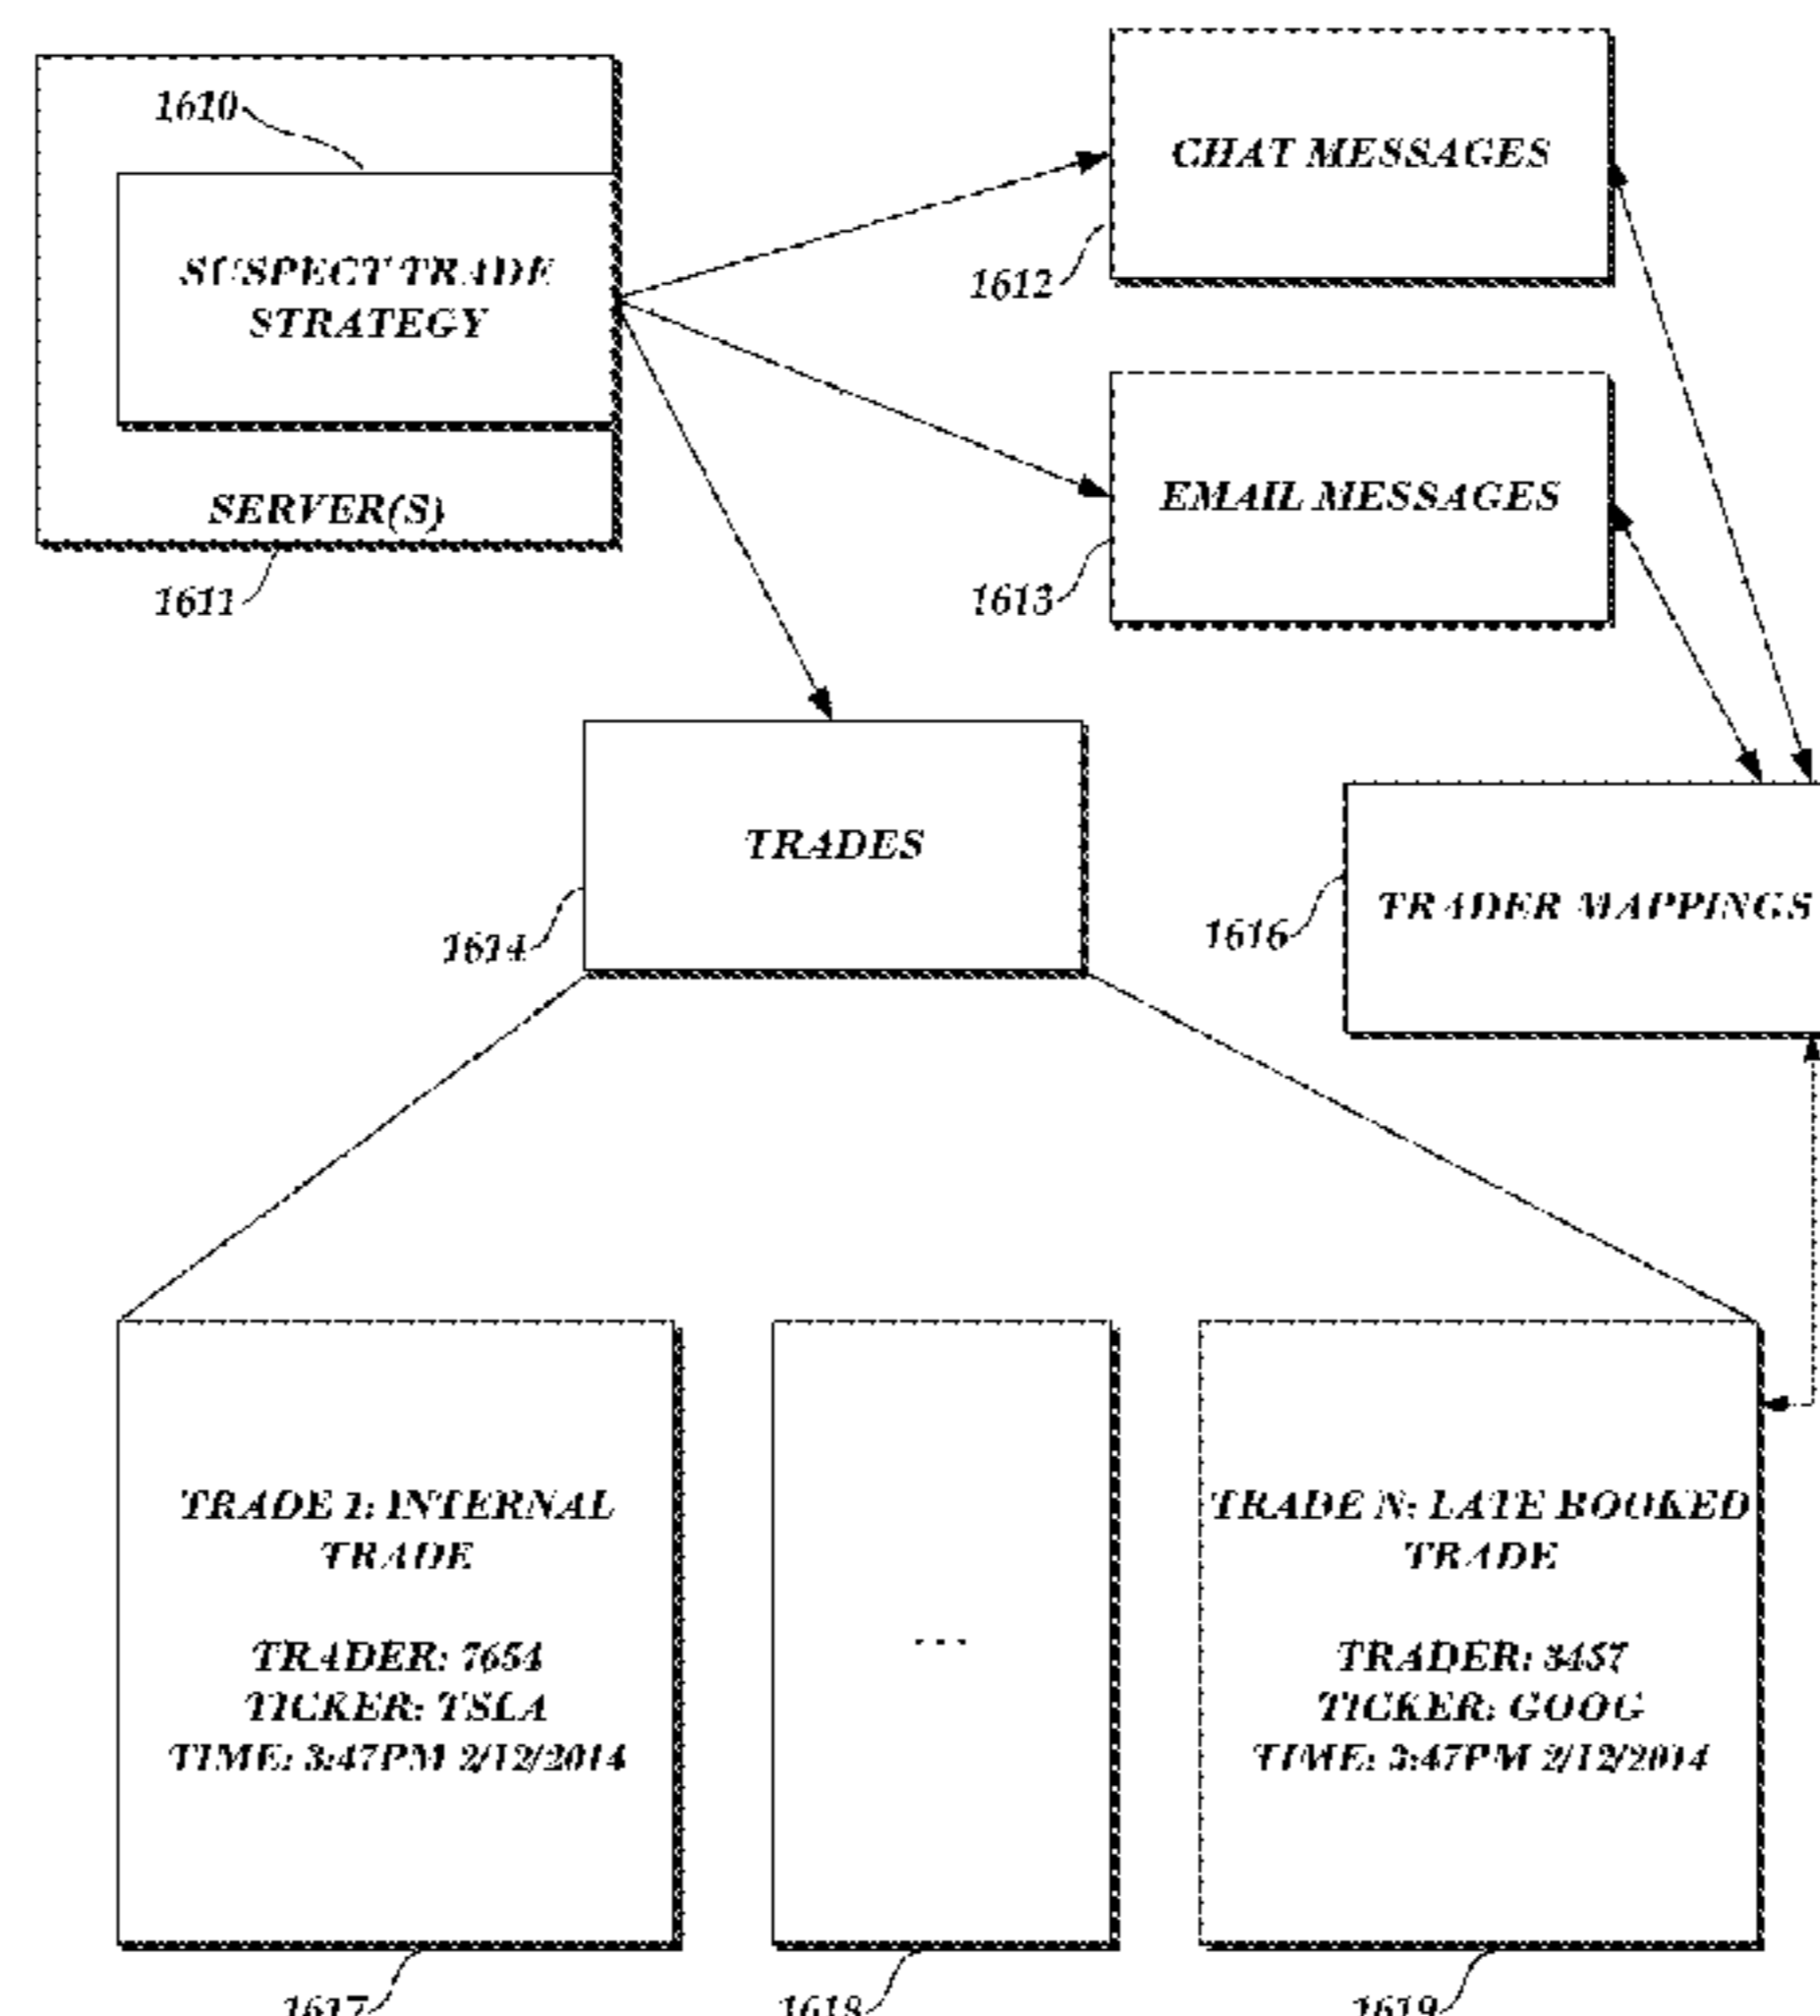 1610
SUSPECT TRADE
STRATEGY
SERVER(S)
1611
CHAT MESSAGES
1612
EMAIL MESSAGES
1613
TRADES
1614
TRADER MAPPINGS
1616
TRADE 1: INTERNAL
TRADE
TRADER: 7654
TICKER: TSLA
TIME: 3:47PM 2/12/2014
1617
...
1618
TRADE N: LATE BOOKED
TRADE
TRADER: 3457
TICKER: GOOG
TIME: 3:47PM 2/12/2014
1619